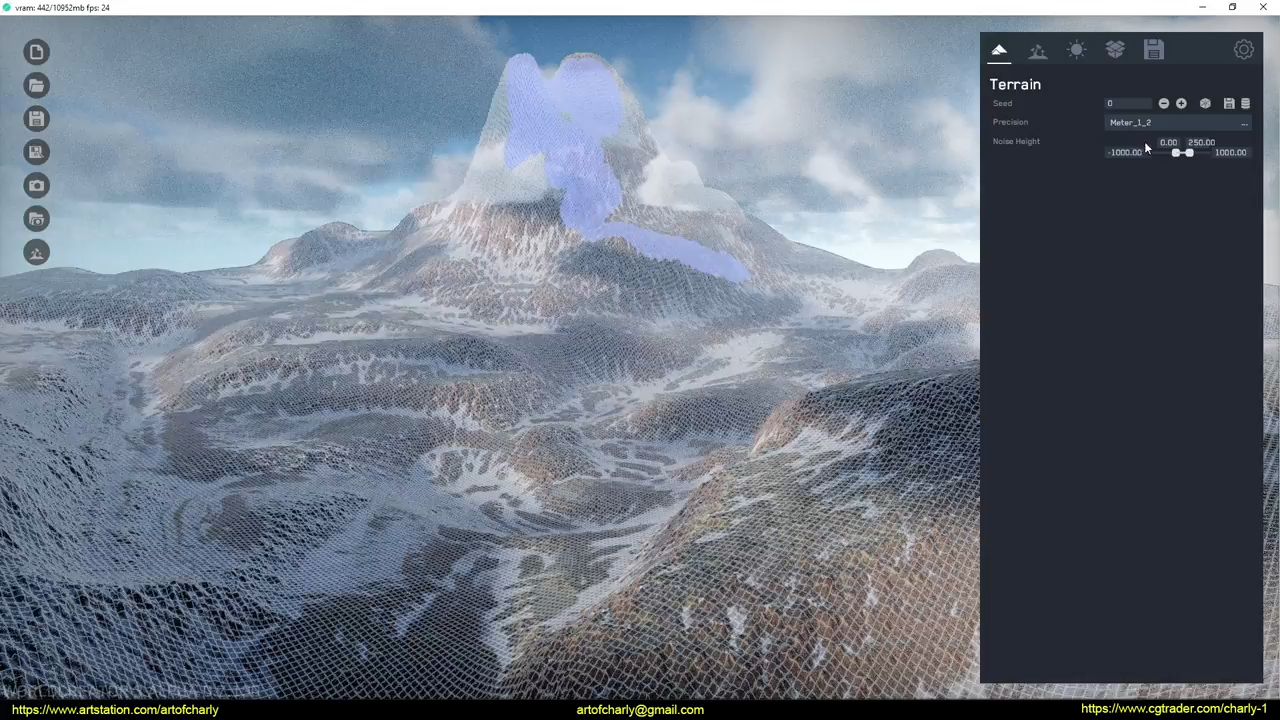 vram: 442/10952mb fps: 24
Terrain
Seed
0
Precision
Meter_1_2
...
Noise Height
0.00
250.00
-1000.00
1000.00
https://www.artstation.com/artofcharly
artofcharly@gmail.com
https://www.cgtrader.com/charly-1